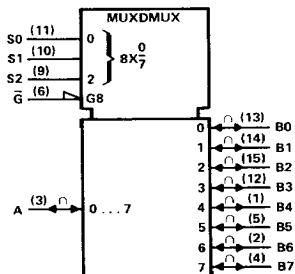 MUXDMUX
S0 (11) 0
S1 (10) 8X 0/7
S2 (9) 2
G̅ (6) G8
0 ∩ (13) B0
1 ∩ (14) B1
2 ∩ (15) B2
3 ∩ (12) B3
A (3) ∩ 0 . . . 7 4 ∩ (1) B4
5 ∩ (5) B5
6 ∩ (2) B6
7 ∩ (4) B7